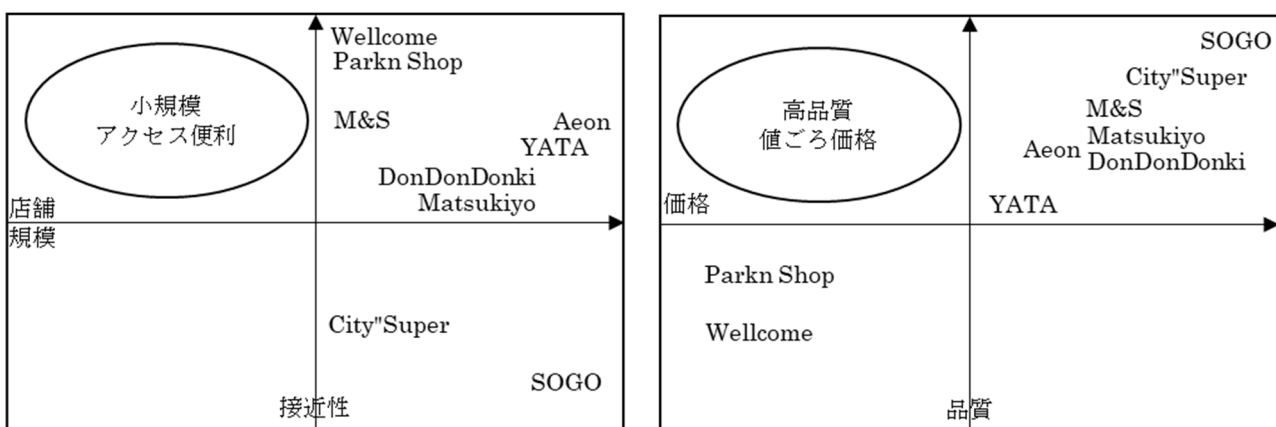 Wellcome
Parkn Shop
小規模
アクセス便利
M&S
Aeon
YATA
DonDonDonki
Matsukiyo
店舗
規模
City"Super
SOGO
接近性
SOGO
City"Super
高品質
値ごろ価格
M&S
Matsukiyo
Aeon
DonDonDonki
価格
YATA
Parkn Shop
Wellcome
品質